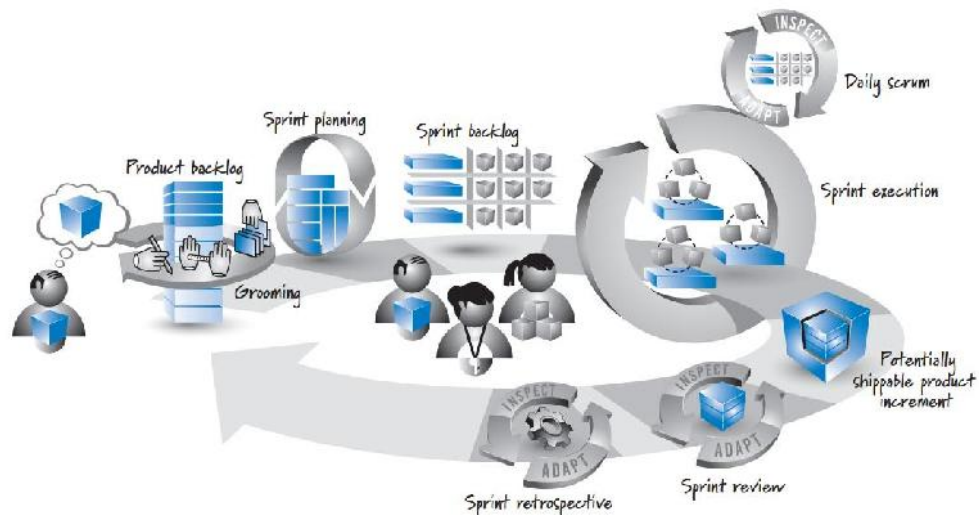 INSPECT
ADAPT
Daily scrum
Sprint planning
Sprint backlog
Product backlog
Sprint execution
Grooming
Potentially
shippable product
increment
INSPECT
ADAPT
Sprint review
INSPECT
ADAPT
Sprint retrospective